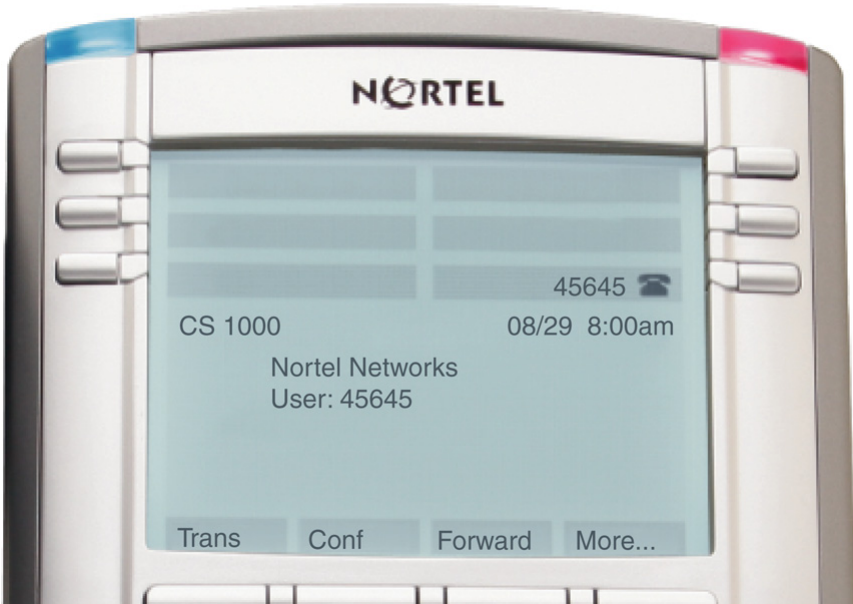 NORTEL
45645
CS 1000 08/29 8:00am
Nortel Networks
User: 45645
Trans Conf Forward More...